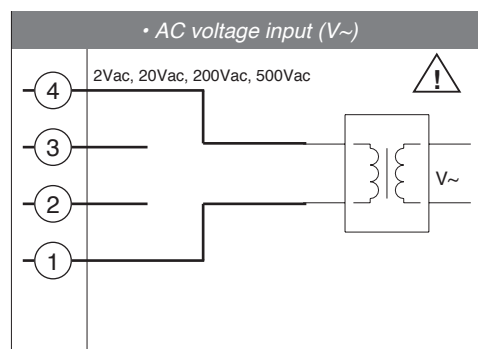 • AC voltage input (V~)
2Vac, 20Vac, 200Vac, 500Vac
!
4
3
V~
2
1